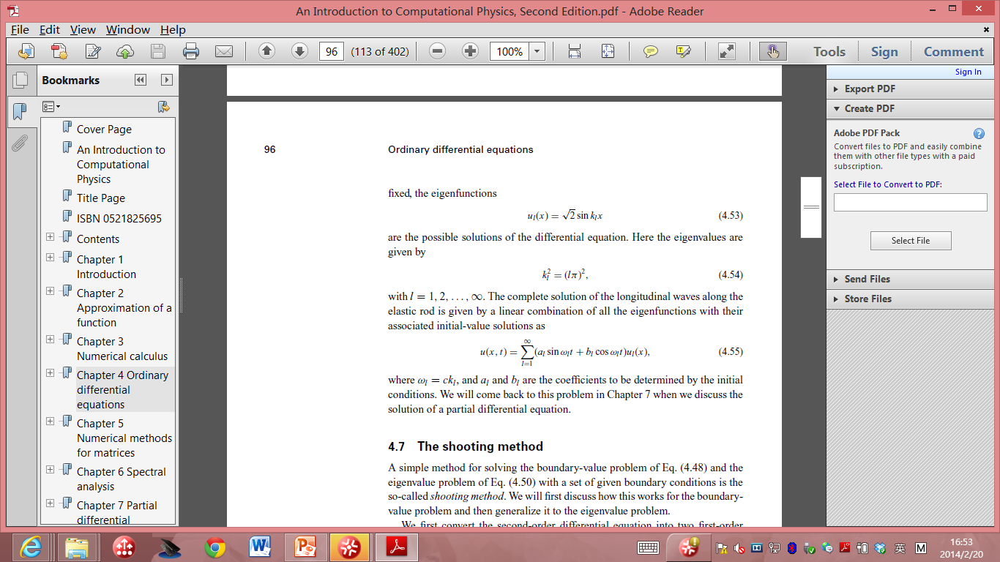 An Introduction to Computational Physics, Second Edition.pdf - Adobe Reader
File Edit View Window Help
96 (113 of 402) 100% Tools Sign Comment
Bookmarks
Cover Page
An Introduction to
Computational
Physics
Title Page
ISBN 0521825695
Contents
Chapter 1
Introduction
Chapter 2
Approximation of a
function
Chapter 3
Numerical calculus
Chapter 4 Ordinary
differential
equations
Chapter 5
Numerical methods
for matrices
Chapter 6 Spectral
analysis
Chapter 7 Partial
differential
96 Ordinary differential equations
fixed, the eigenfunctions
u_l(x) = √2 sin k_l x (4.53)
are the possible solutions of the differential equation. Here the eigenvalues are
given by
k_l^2 = (lπ)^2, (4.54)
with l = 1, 2, . . . , ∞. The complete solution of the longitudinal waves along the
elastic rod is given by a linear combination of all the eigenfunctions with their
associated initial-value solutions as
u(x, t) = ∑_{l=1}^{∞} (a_l sin ω_l t + b_l cos ω_l t)u_l(x), (4.55)
where ω_l = ck_l, and a_l and b_l are the coefficients to be determined by the initial
conditions. We will come back to this problem in Chapter 7 when we discuss the
solution of a partial differential equation.
4.7 The shooting method
A simple method for solving the boundary-value problem of Eq. (4.48) and the
eigenvalue problem of Eq. (4.50) with a set of given boundary conditions is the
so-called shooting method. We will first discuss how this works for the boundary-
value problem and then generalize it to the eigenvalue problem.
We first convert the second-order differential equation into two first-order
Sign In
Export PDF
Create PDF
Adobe PDF Pack
Convert files to PDF and easily combine
them with other file types with a paid
subscription.
Select File to Convert to PDF:
Select File
Send Files
Store Files
英 M
16:53
2014/2/20